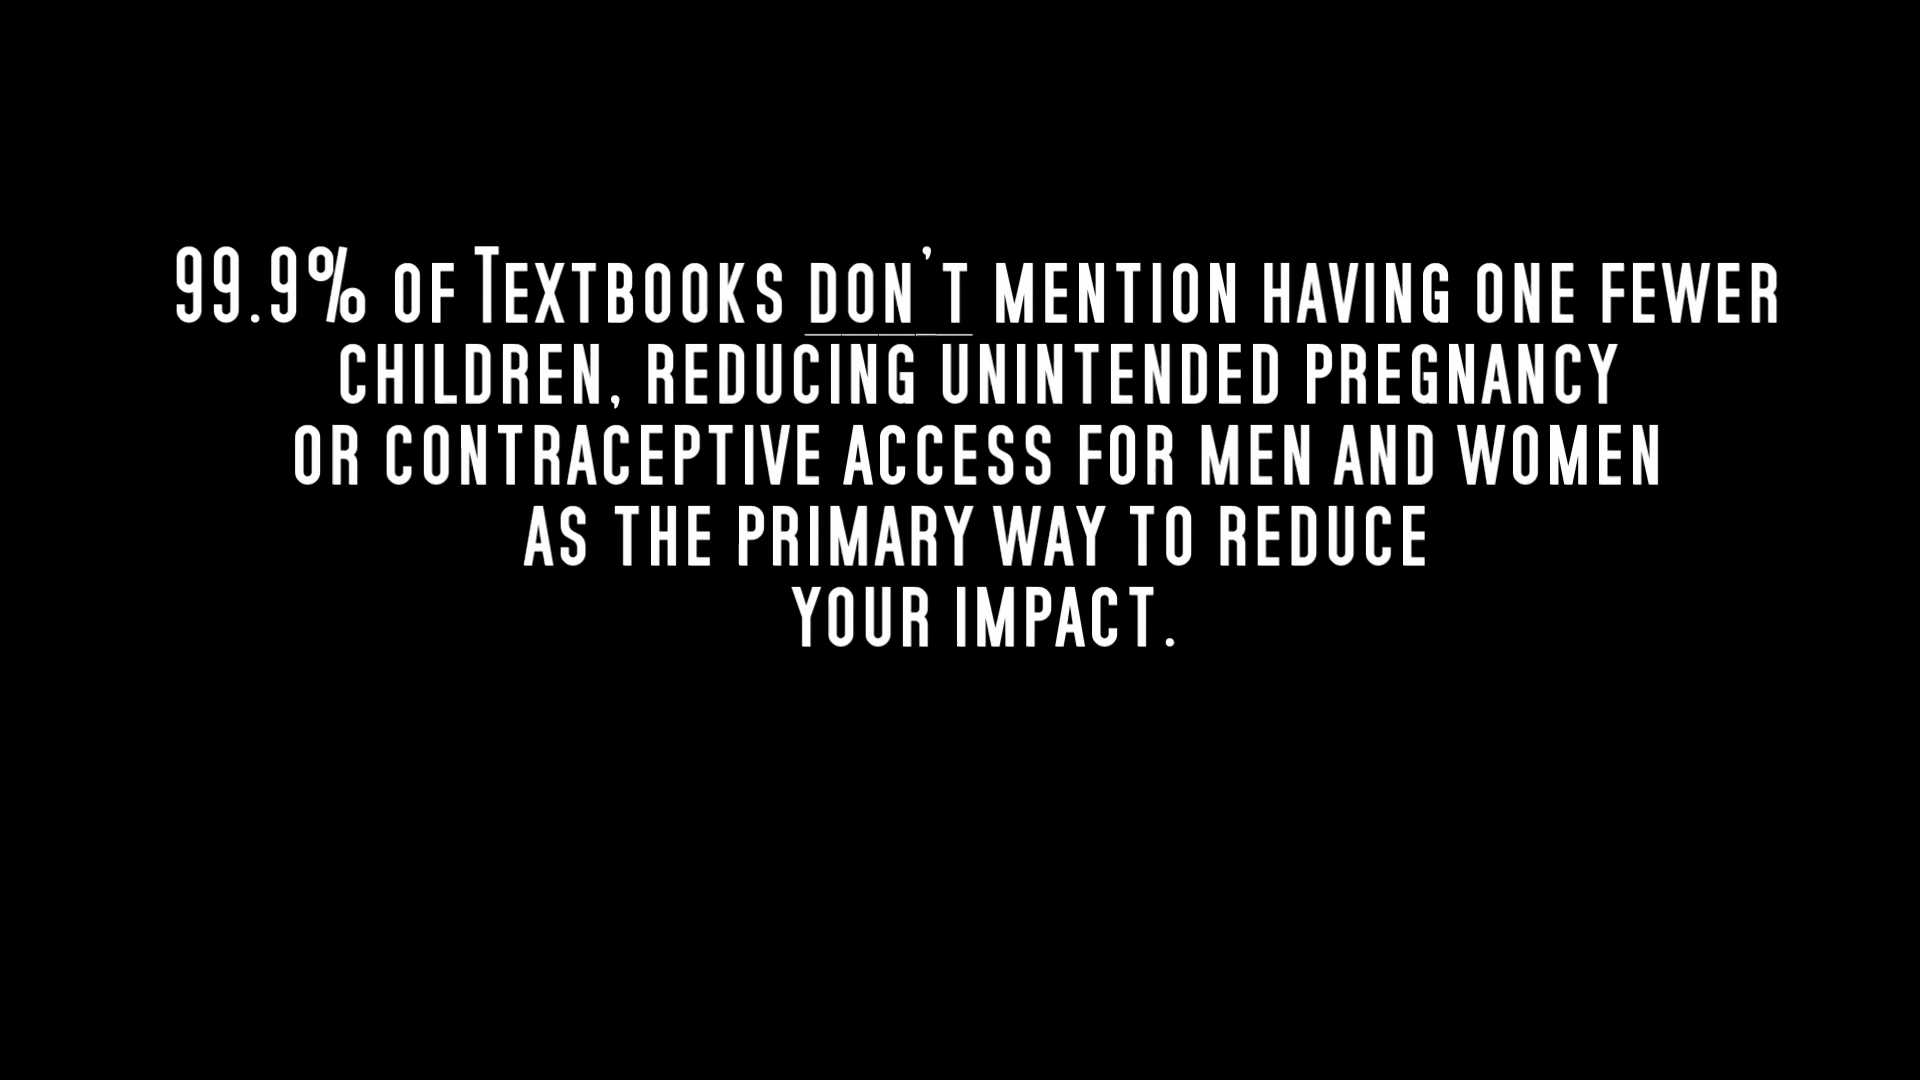 99.9% of Textbooks don't mention having one fewer
children, reducing unintended pregnancy
or contraceptive access for men and women
as the primary way to reduce
your impact.